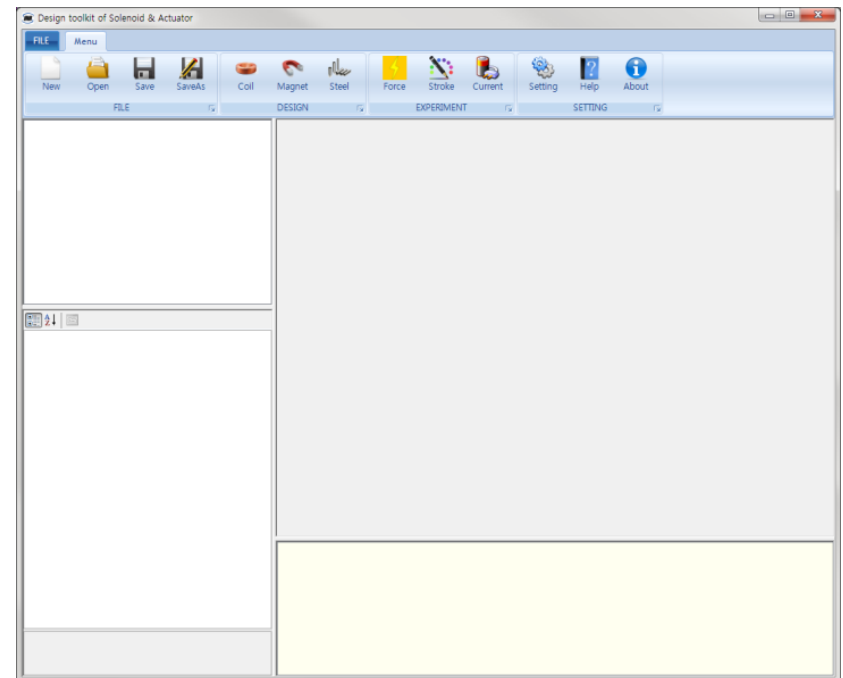 Design toolkit of Solenoid & Actuator
FILE Menu
New Open Save SaveAs Coil Magnet Steel Force Stroke Current Setting Help About
FILE DESIGN EXPERIMENT SETTING